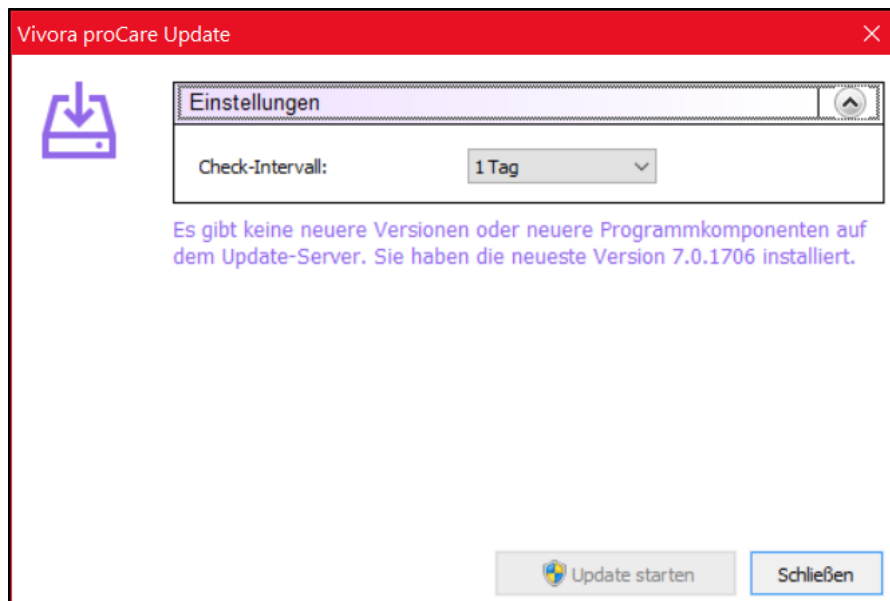 Vivora proCare Update
Einstellungen
Check-Intervall:
1 Tag
Es gibt keine neuere Versionen oder neuere Programmkomponenten auf
dem Update-Server. Sie haben die neueste Version 7.0.1706 installiert.
Update starten
Schließen